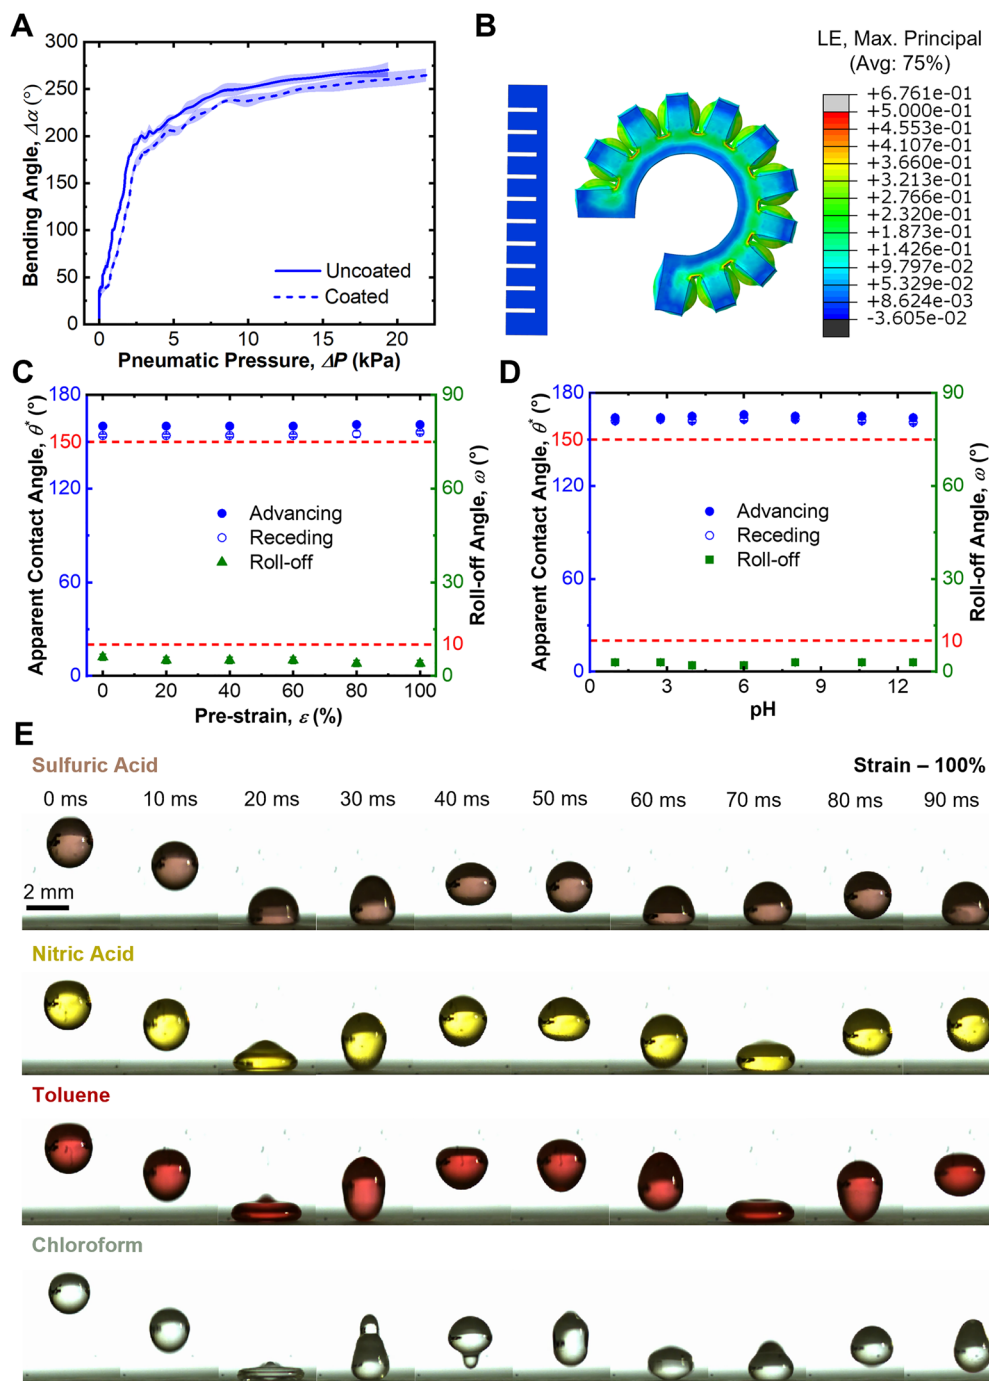 A
300
250
200
150
100
50
0
Bending Angle, Δα (°)
Uncoated
Coated
0 5 10 15 20
Pneumatic Pressure, ΔP (kPa)
B
LE, Max. Principal
(Avg: 75%)
+6.761e-01
+5.000e-01
+4.553e-01
+4.107e-01
+3.660e-01
+3.213e-01
+2.766e-01
+2.320e-01
+1.873e-01
+1.426e-01
+9.797e-02
+5.329e-02
+8.624e-03
-3.605e-02
C
180
150
120
60
0
Apparent Contact Angle, θ* (°)
90
60
30
10
0
Roll-off Angle, ω (°)
Advancing
Receding
Roll-off
0 20 40 60 80 100
Pre-strain, ε (%)
D
180
150
120
60
0
Apparent Contact Angle, θ* (°)
90
60
30
10
0
Roll-off Angle, ω (°)
Advancing
Receding
Roll-off
0 3 6 9 12
pH
E
Sulfuric Acid
Strain – 100%
0 ms 10 ms 20 ms 30 ms 40 ms 50 ms 60 ms 70 ms 80 ms 90 ms
2 mm
Nitric Acid
Toluene
Chloroform